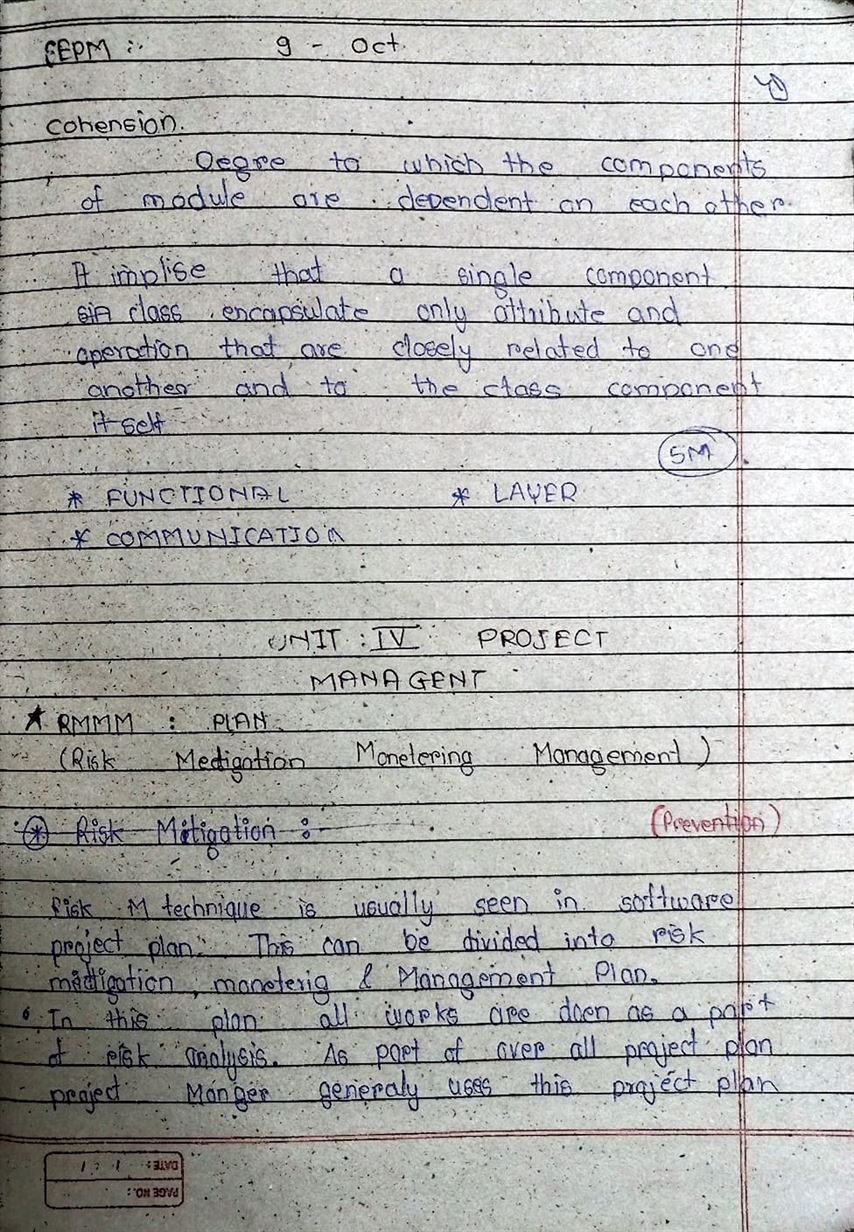 SEPM :- 9 - Oct.
Cohension.
Degre to which the components
of module are dependent on each other.
It implise that a single component
class encapsulate only attribute and
operation that are closely related to one
another and to the class component
itself
5M
* FUNCTIONAL * LAYER
* COMMUNICATION
UNIT : IV PROJECT
MANAGENT
★ RMMM : PLAN.
(Risk Medigation Monetering Management)
* Risk Mitigation :- (Prevention)
Risk M technique is usually seen in software
project plan. This can be divided into risk
madtigation, moneterig & Management Plan.
In this plan all works are doen as a part
of risk analysis. As part of over all project plan
project Manger generaly uses this project plan
DATE: / /
PAGE NO.: